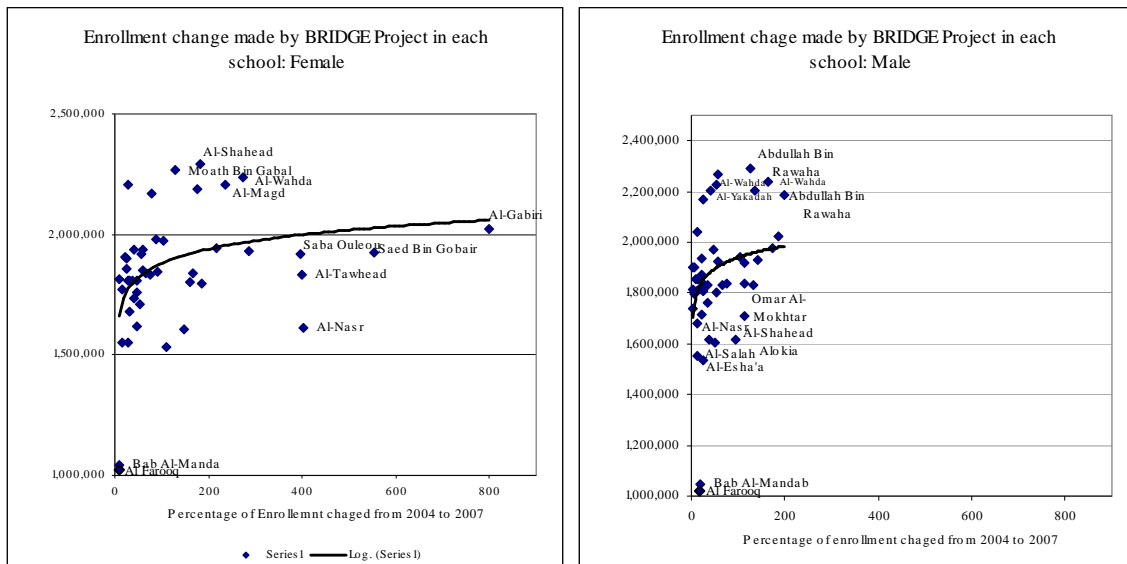 Enrollment change made by BRIDGE Project in each
school: Female
2,500,000
2,000,000
1,500,000
1,000,000
Al-Shahead
Moath Bin Gabal
Al-Wahda
Al-Magd
Al-Gabiri
Saba Ouleon
Saed Bin Gobair
Al-Tawhead
Al-Nasr
Bab Al-Manda
Al Farooq
0
200
400
600
800
Percentage of Enrollemnt chaged from 2004 to 2007
Series1
Log. (Series1)
Enrollment chage made by BRIDGE Project in each
school: Male
2,400,000
2,200,000
2,000,000
1,800,000
1,600,000
1,400,000
1,200,000
1,000,000
Abdullah Bin
Rawaha
Al-Wahda
Al-Wahda
Al-Yakadah
Abdullah Bin
Rawaha
Omar Al-
Mokhtar
Al-Nasr
Al-Shahead
Al-Salah
Alokia
Al-Esha'a
Bab Al-Mandab
Al Farooq
0
200
400
600
800
Percentage of enrollment chaged from 2004 to 2007